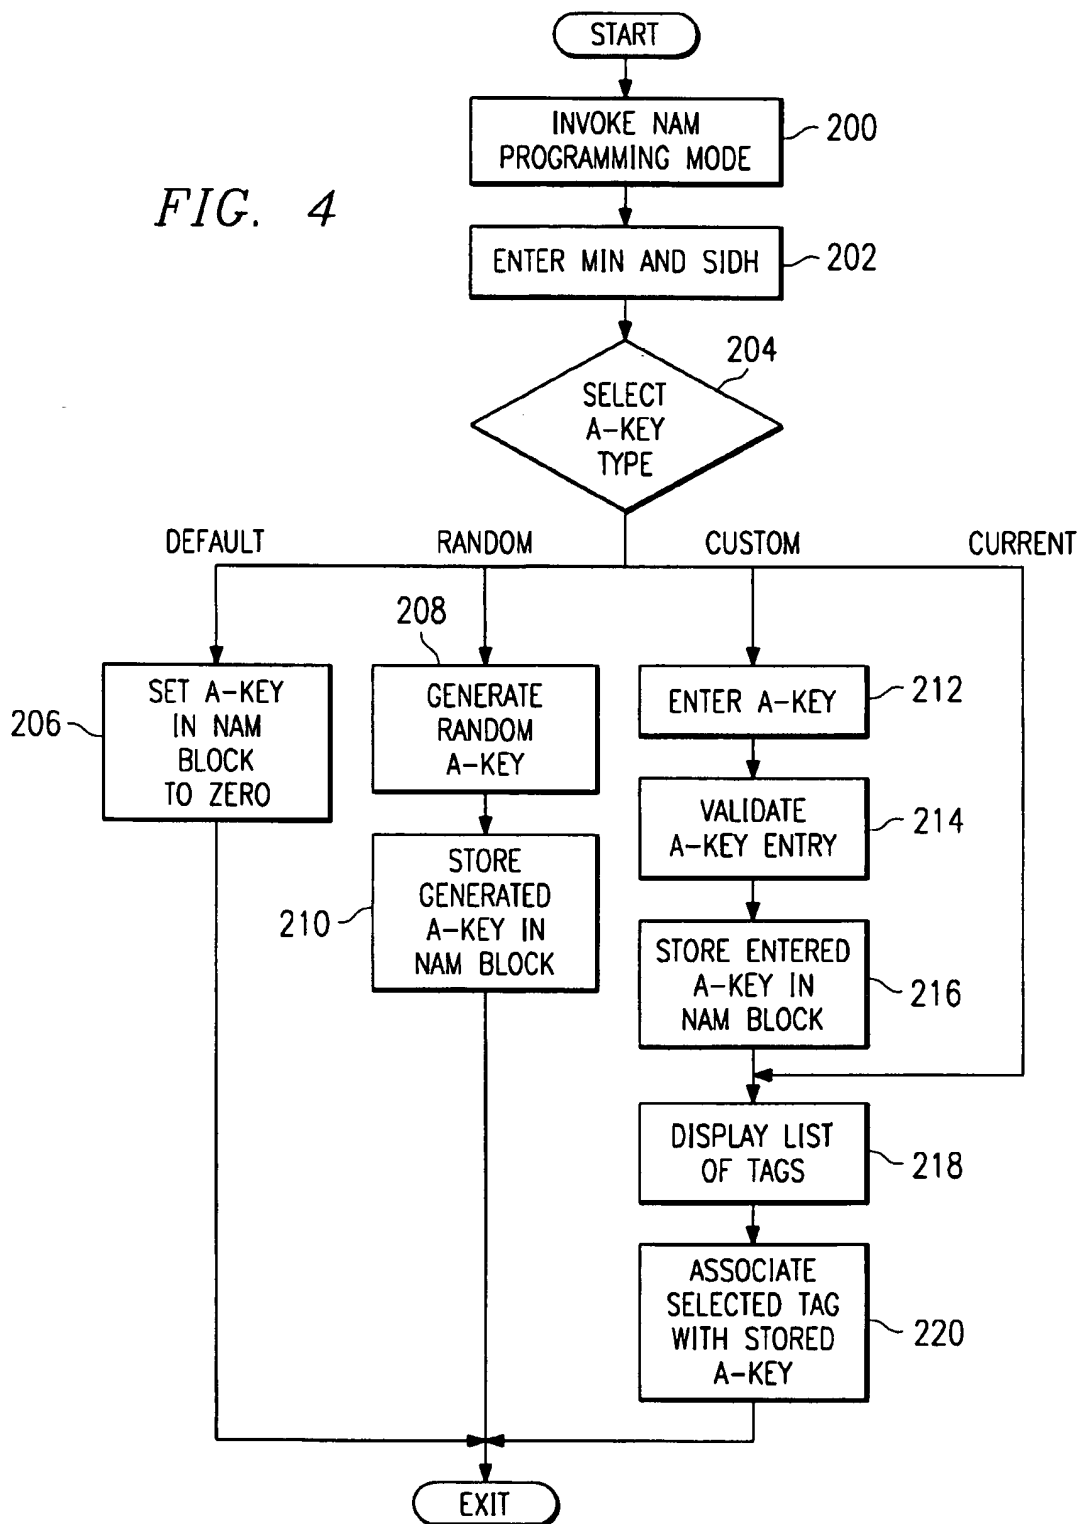 START
INVOKE NAM
PROGRAMMING MODE
200
FIG. 4
ENTER MIN AND SIDH
202
204
SELECT
A-KEY
TYPE
DEFAULT
RANDOM
CUSTOM
CURRENT
206
SET A-KEY
IN NAM
BLOCK
TO ZERO
208
GENERATE
RANDOM
A-KEY
210
STORE
GENERATED
A-KEY IN
NAM BLOCK
ENTER A-KEY
212
VALIDATE
A-KEY ENTRY
214
STORE ENTERED
A-KEY IN
NAM BLOCK
216
DISPLAY LIST
OF TAGS
218
ASSOCIATE
SELECTED TAG
WITH STORED
A-KEY
220
EXIT